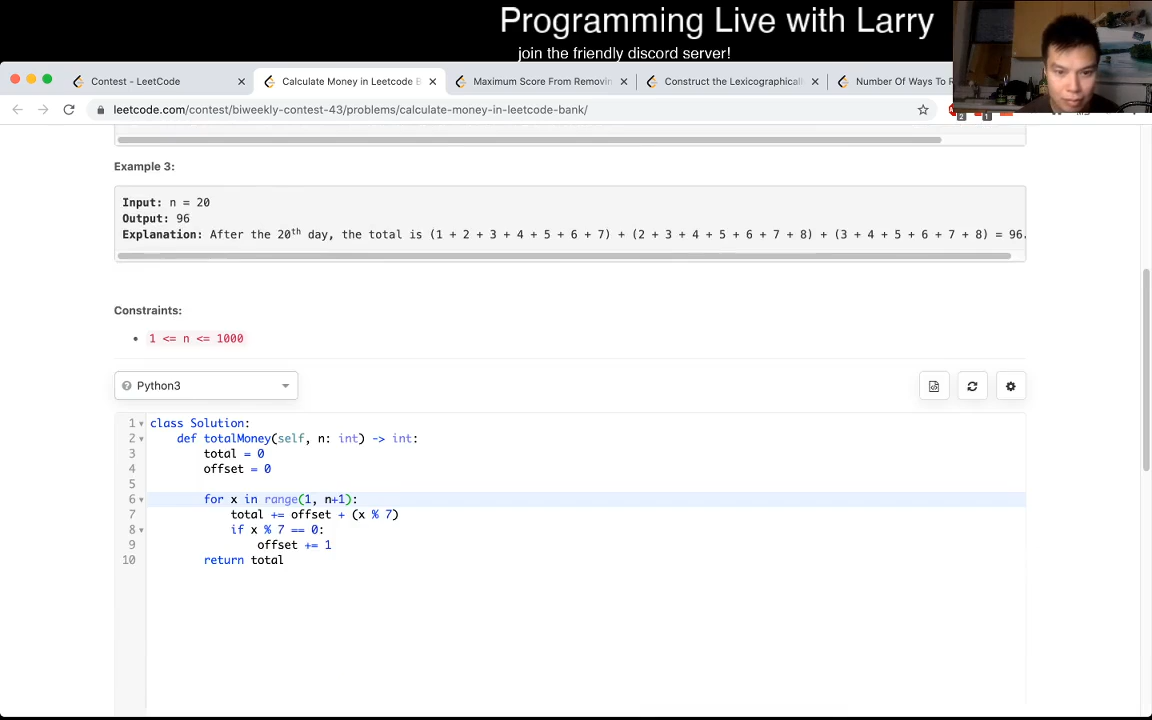 Programming Live with Larry
join the friendly discord server!
Contest - LeetCode
Calculate Money in Leetcode B
Maximum Score From Removin
Construct the Lexicographical
Number Of Ways To R
leetcode.com/contest/biweekly-contest-43/problems/calculate-money-in-leetcode-bank/
2
1
Example 3:
Input: n = 20
Output: 96
Explanation: After the 20th day, the total is (1 + 2 + 3 + 4 + 5 + 6 + 7) + (2 + 3 + 4 + 5 + 6 + 7 + 8) + (3 + 4 + 5 + 6 + 7 + 8) = 96.
Constraints:
• 1 <= n <= 1000
Python3
1 class Solution:
2 def totalMoney(self, n: int) -> int:
3 total = 0
4 offset = 0
5
6 for x in range(1, n+1):
7 total += offset + (x % 7)
8 if x % 7 == 0:
9 offset += 1
10 return total